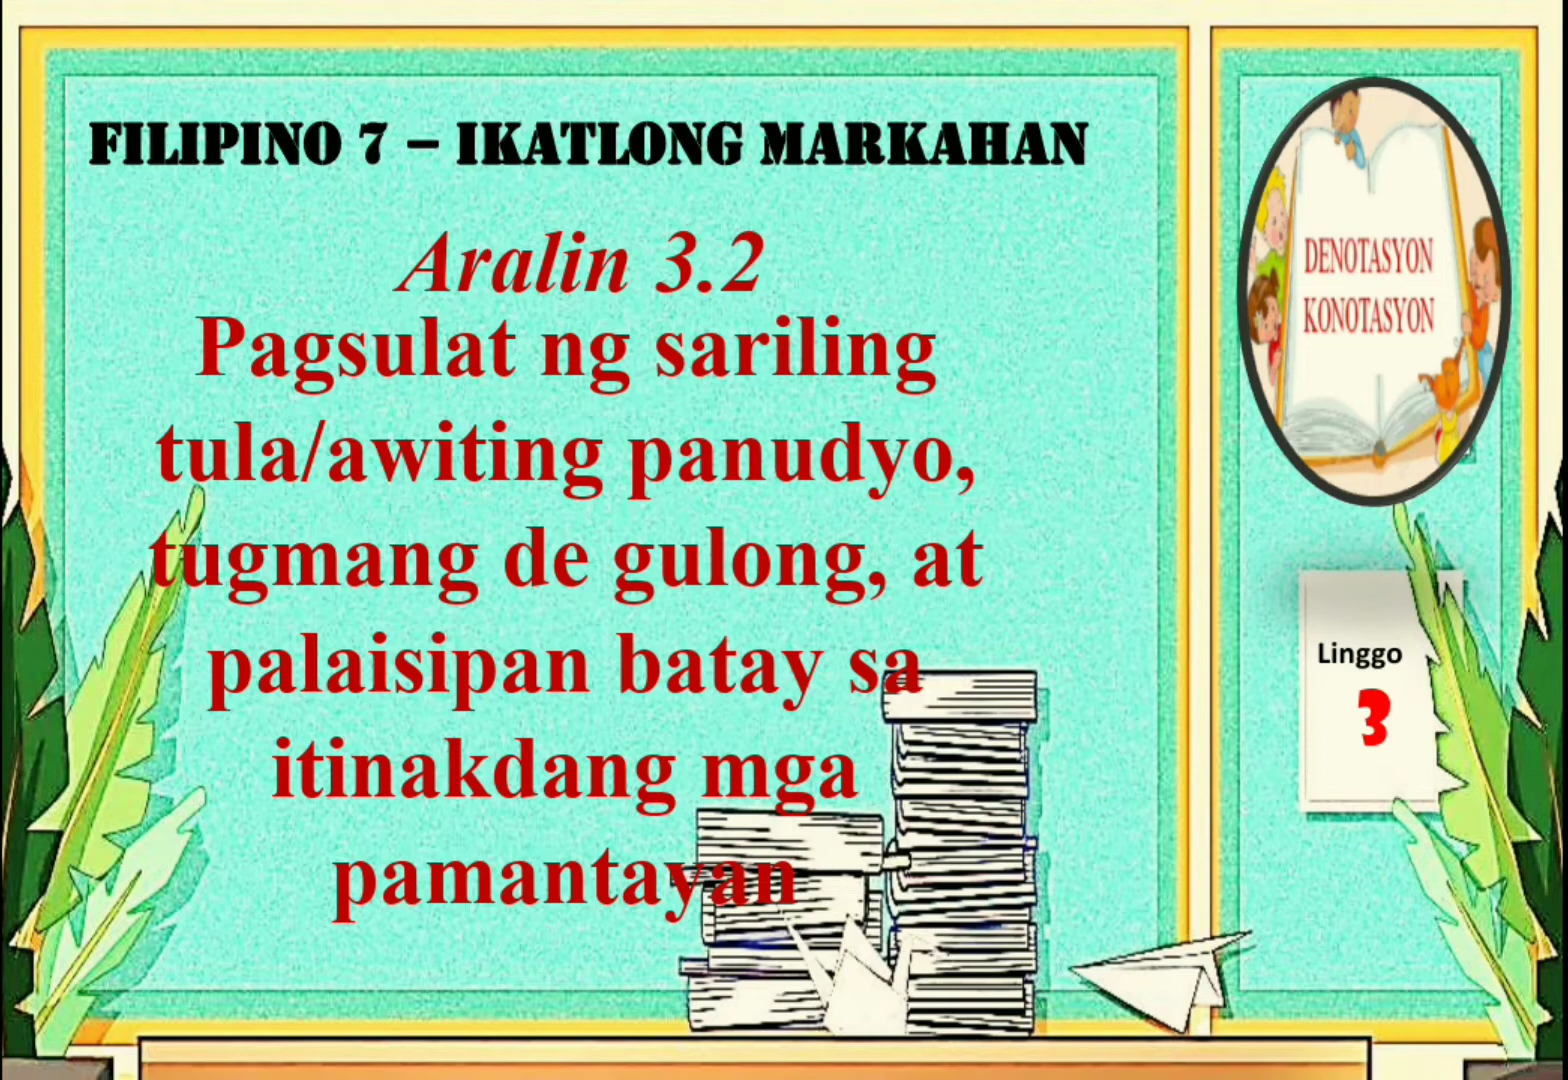 FILIPINO 7 – IKATLONG MARKAHAN
Aralin 3.2
Pagsulat ng sariling
tula/awiting panudyo,
tugmang de gulong, at
palaisipan batay sa
itinakdang mga
pamantayan
DENOTASYON
KONOTASYON
Linggo
3